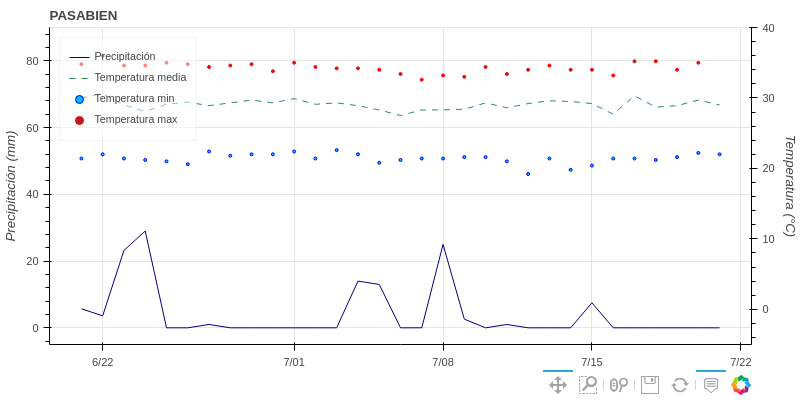 PASABIEN
Precipitación
Temperatura media
Temperatura min
Temperatura max
Precipitación (mm)
80
60
40
20
0
Temperatura (°C)
40
30
20
10
0
6/22
7/01
7/08
7/15
7/22